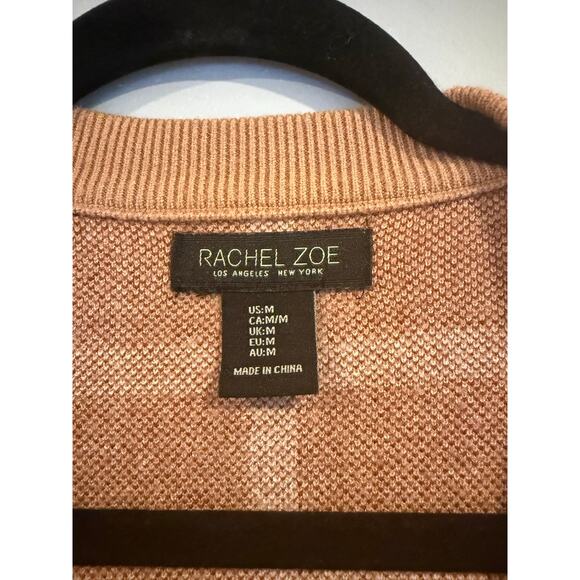 RACHEL ZOE
LOS ANGELES NEW YORK
US:M
CA:M/M
UK:M
EU:M
AU:M
MADE IN CHINA